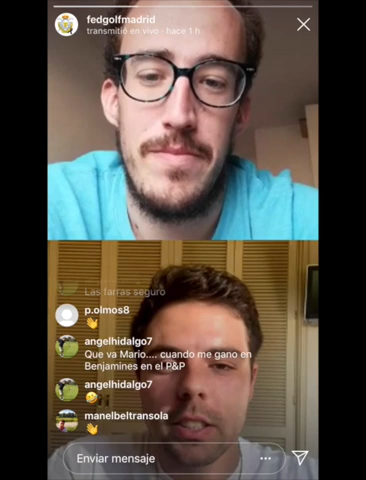 fedgolfmadrid
transmitió en vivo · hace 1 h
Las farras seguro
p.olmos8
👋
angelhidalgo7
Que va Mario.... cuando me gano en
Benjamines en el P&P
angelhidalgo7
🤣
manelbeltransola
👋
Enviar mensaje